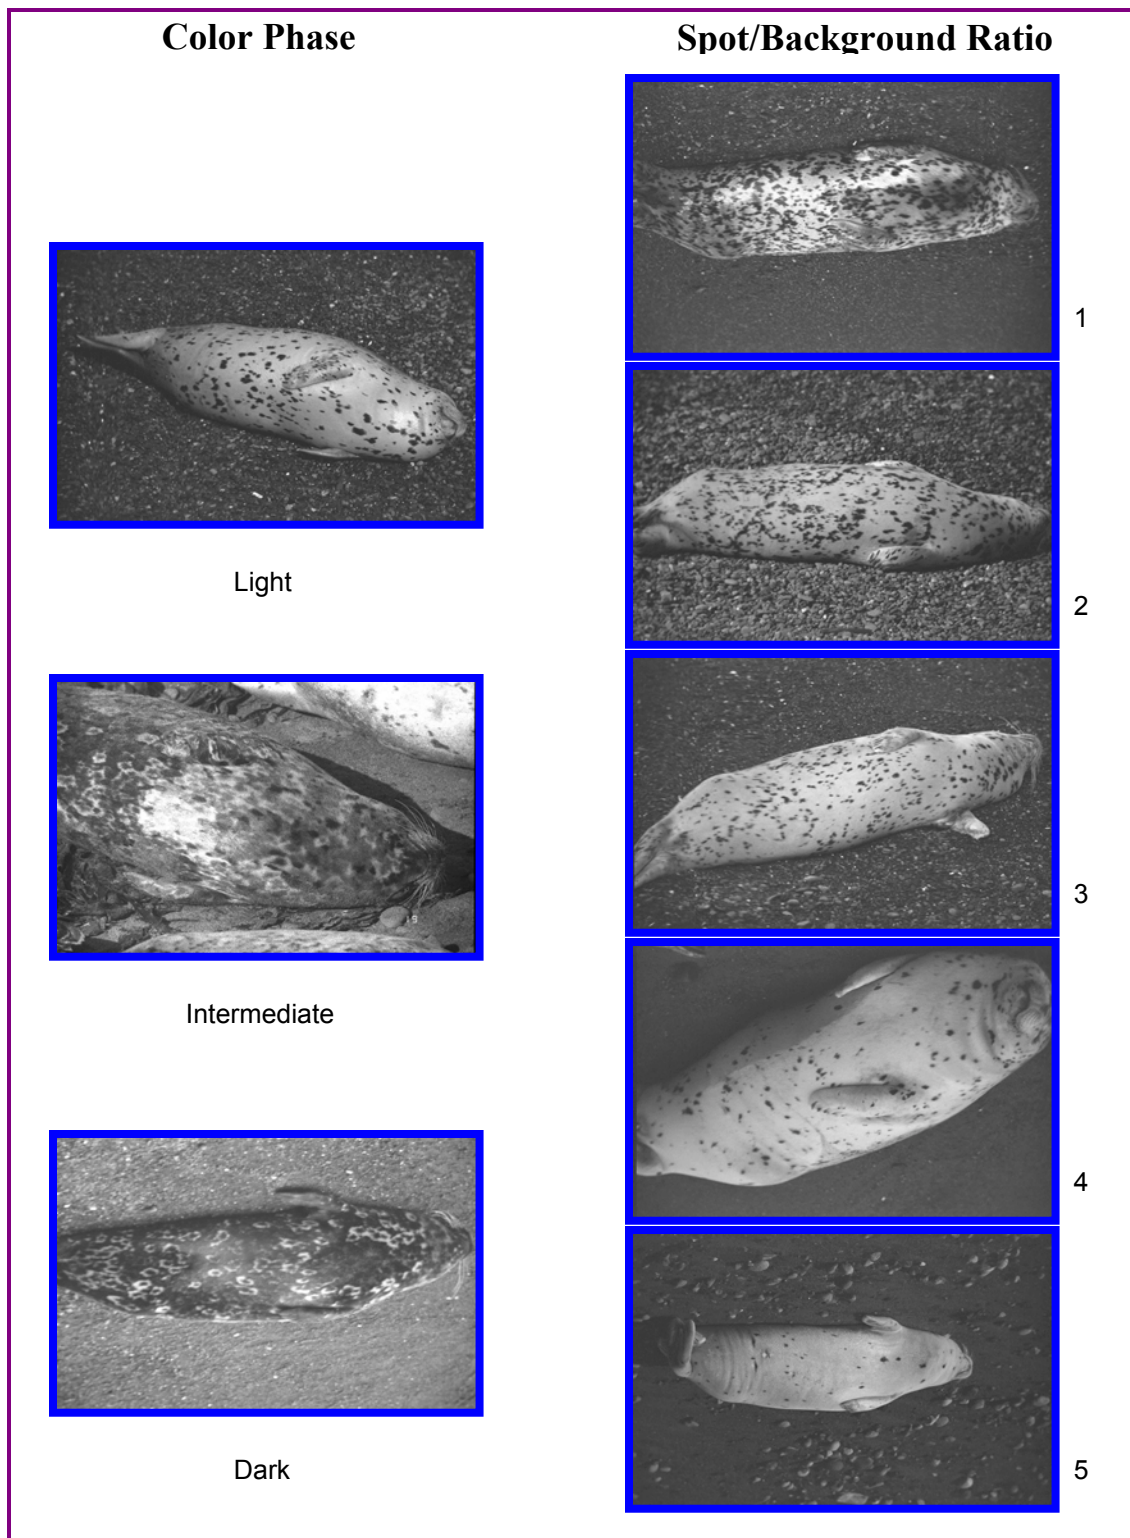 Color Phase
Spot/Background Ratio
Light
Intermediate
Dark
1
2
3
4
5